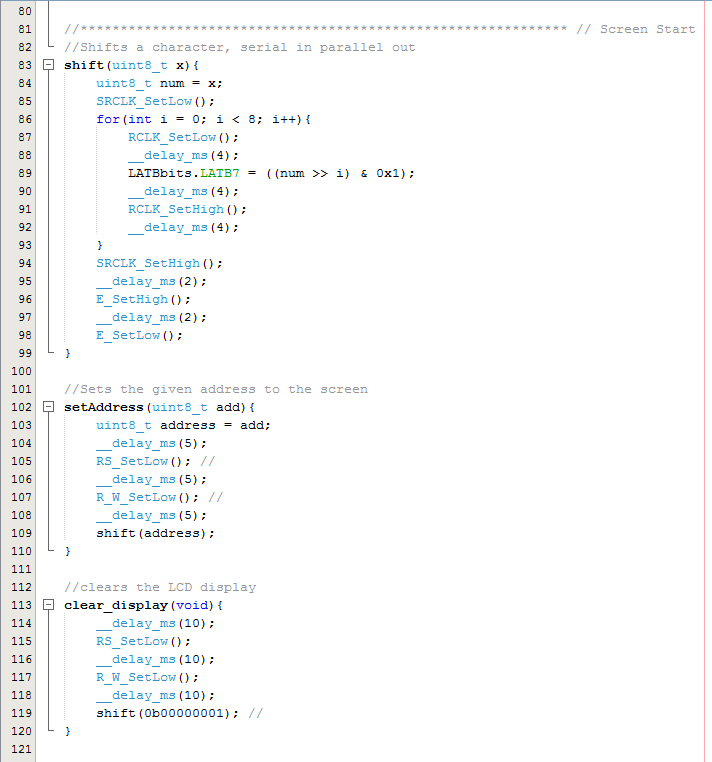 80
81 //************************************************************* // Screen Start
82 //Shifts a character, serial in parallel out
83 shift(uint8_t x){
84 uint8_t num = x;
85 SRCLK_SetLow();
86 for(int i = 0; i < 8; i++){
87 RCLK_SetLow();
88 __delay_ms(4);
89 LATBbits.LATB7 = ((num >> i) & 0x1);
90 __delay_ms(4);
91 RCLK_SetHigh();
92 __delay_ms(4);
93 }
94 SRCLK_SetHigh();
95 __delay_ms(2);
96 E_SetHigh();
97 __delay_ms(2);
98 E_SetLow();
99 }
100
101 //Sets the given address to the screen
102 setAddress(uint8_t add){
103 uint8_t address = add;
104 __delay_ms(5);
105 RS_SetLow(); //
106 __delay_ms(5);
107 R_W_SetLow(); //
108 __delay_ms(5);
109 shift(address);
110 }
111
112 //clears the LCD display
113 clear_display(void){
114 __delay_ms(10);
115 RS_SetLow();
116 __delay_ms(10);
117 R_W_SetLow();
118 __delay_ms(10);
119 shift(0b00000001); //
120 }
121